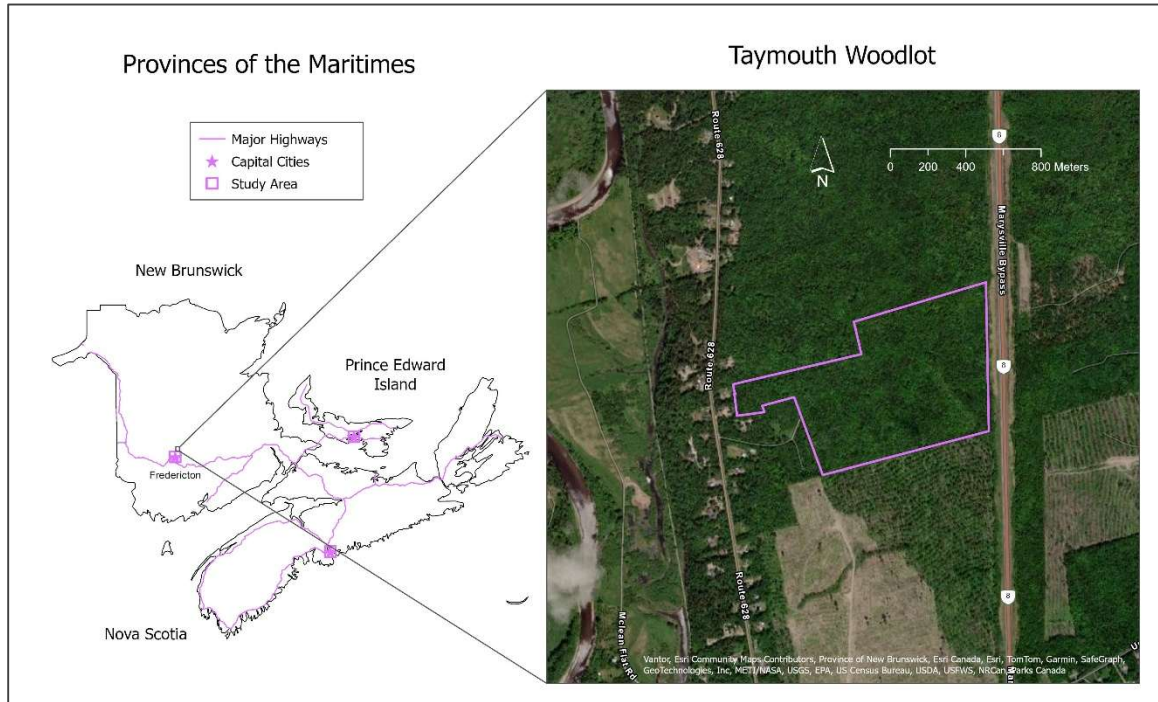 Provinces of the Maritimes
Taymouth Woodlot
Major Highways
Capital Cities
Study Area
New Brunswick
Prince Edward
Island
Fredericton
Nova Scotia
Route 628
8
N
0 200 400 800 Meters
Marysville Bypass
Route 628
8
Route 628
8
Mclean Flat Rd
Mar
U
Vantor, Esri Community Maps Contributors, Province of New Brunswick, Esri Canada, Esri, TomTom, Garmin, SafeGraph,
GeoTechnologies, Inc, METI/NASA, USGS, EPA, US Census Bureau, USDA, USFWS, NRCan, Parks Canada